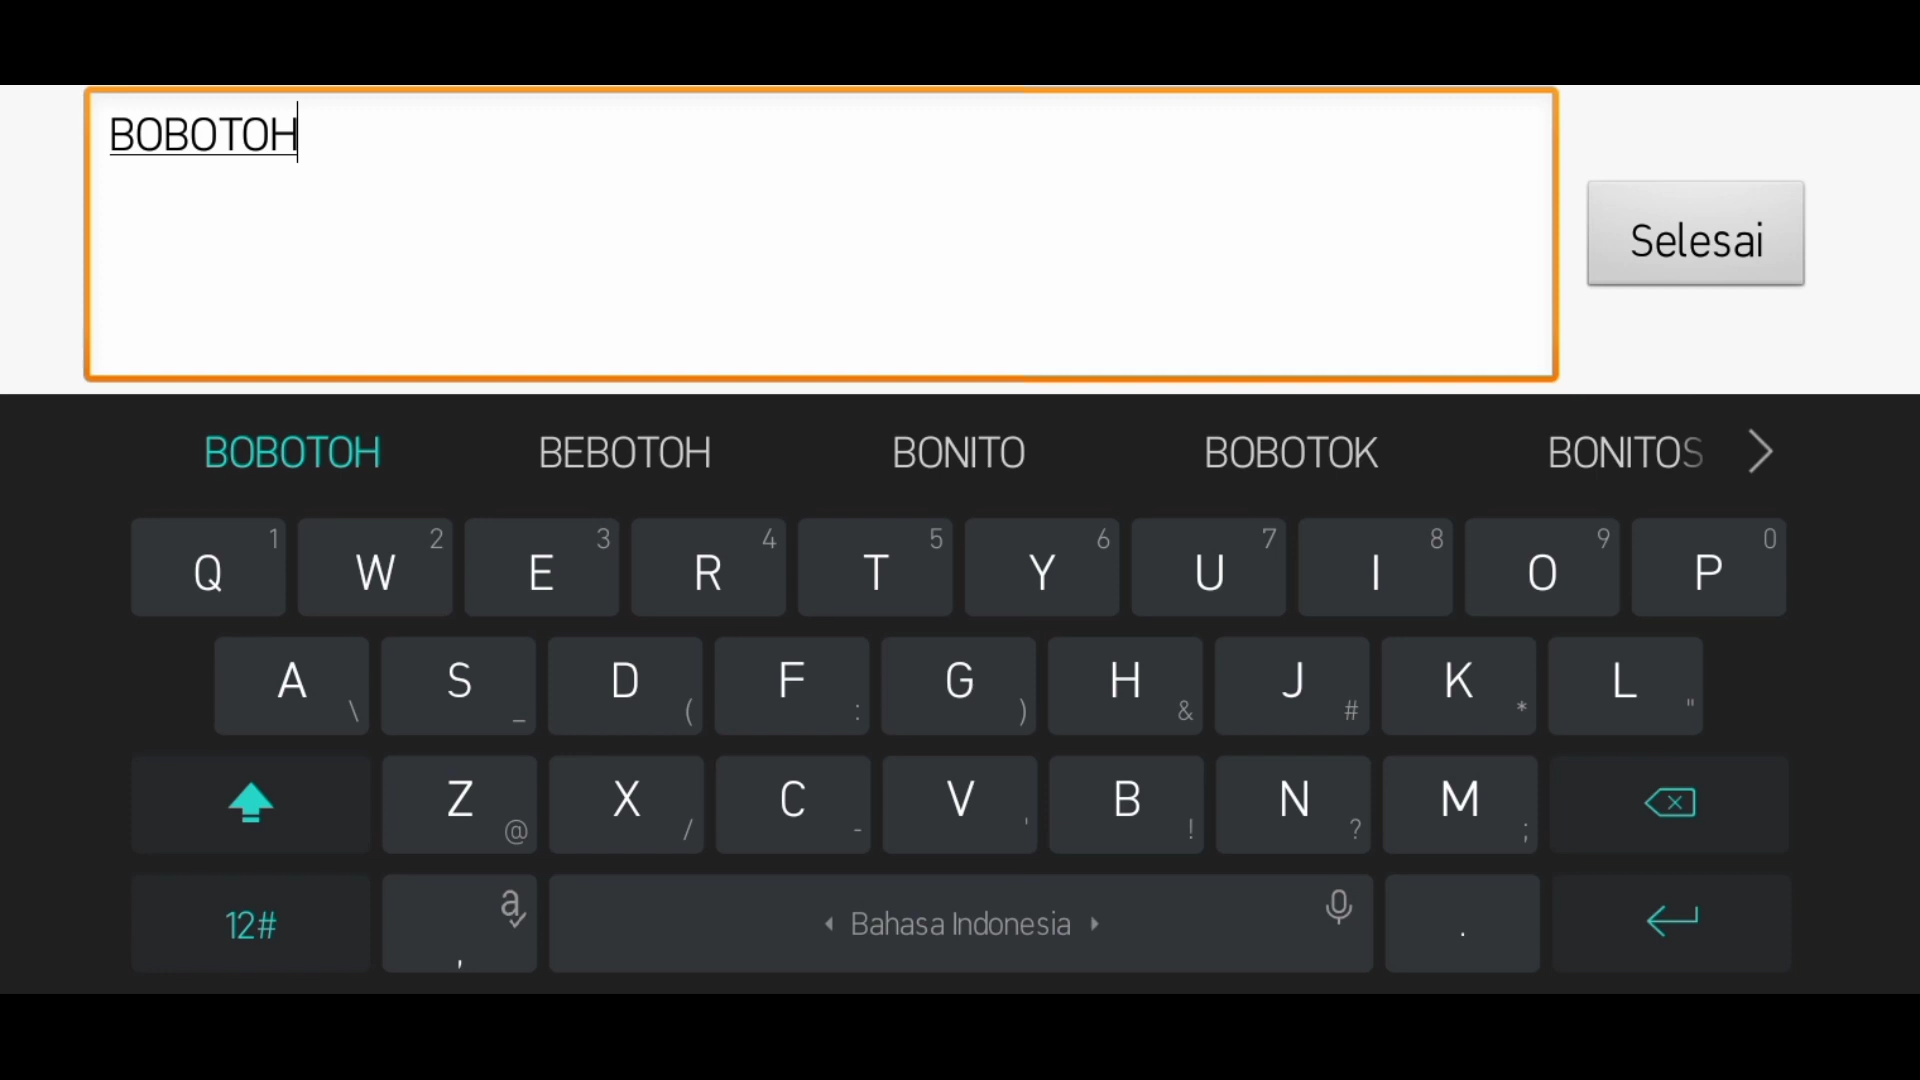 BOBOTOH
Selesai
BOBOTOH BEBOTOH BONITO BOBOTOK BONITOS
Q 1 W 2 E 3 R 4 T 5 Y 6 U 7 I 8 O 9 P 0
A \ S _ D ( F : G ) H & J # K * L "
Z @ X / C - V ' B ! N ? M ;
12# , a Bahasa Indonesia .